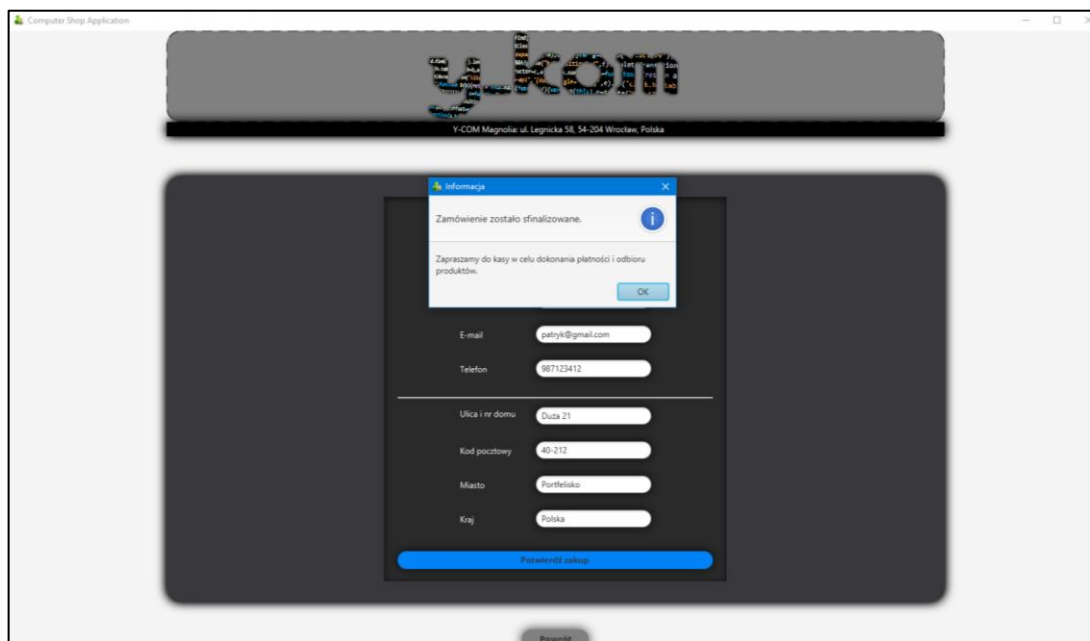 Computer Shop Application
y-kom
Y-COM Magnolia: ul. Legnicka 58, 54-204 Wrocław, Polska
Informacja
Zamówienie zostało sfinalizowane.
Zapraszamy do kasy w celu dokonania płatności i odbioru
produktów.
OK
E-mail
patryk@gmail.com
Telefon
987123412
Ulica i nr domu
Duża 21
Kod pocztowy
40-212
Miasto
Portfelisko
Kraj
Polska
Potwierdź zakup
Powrót